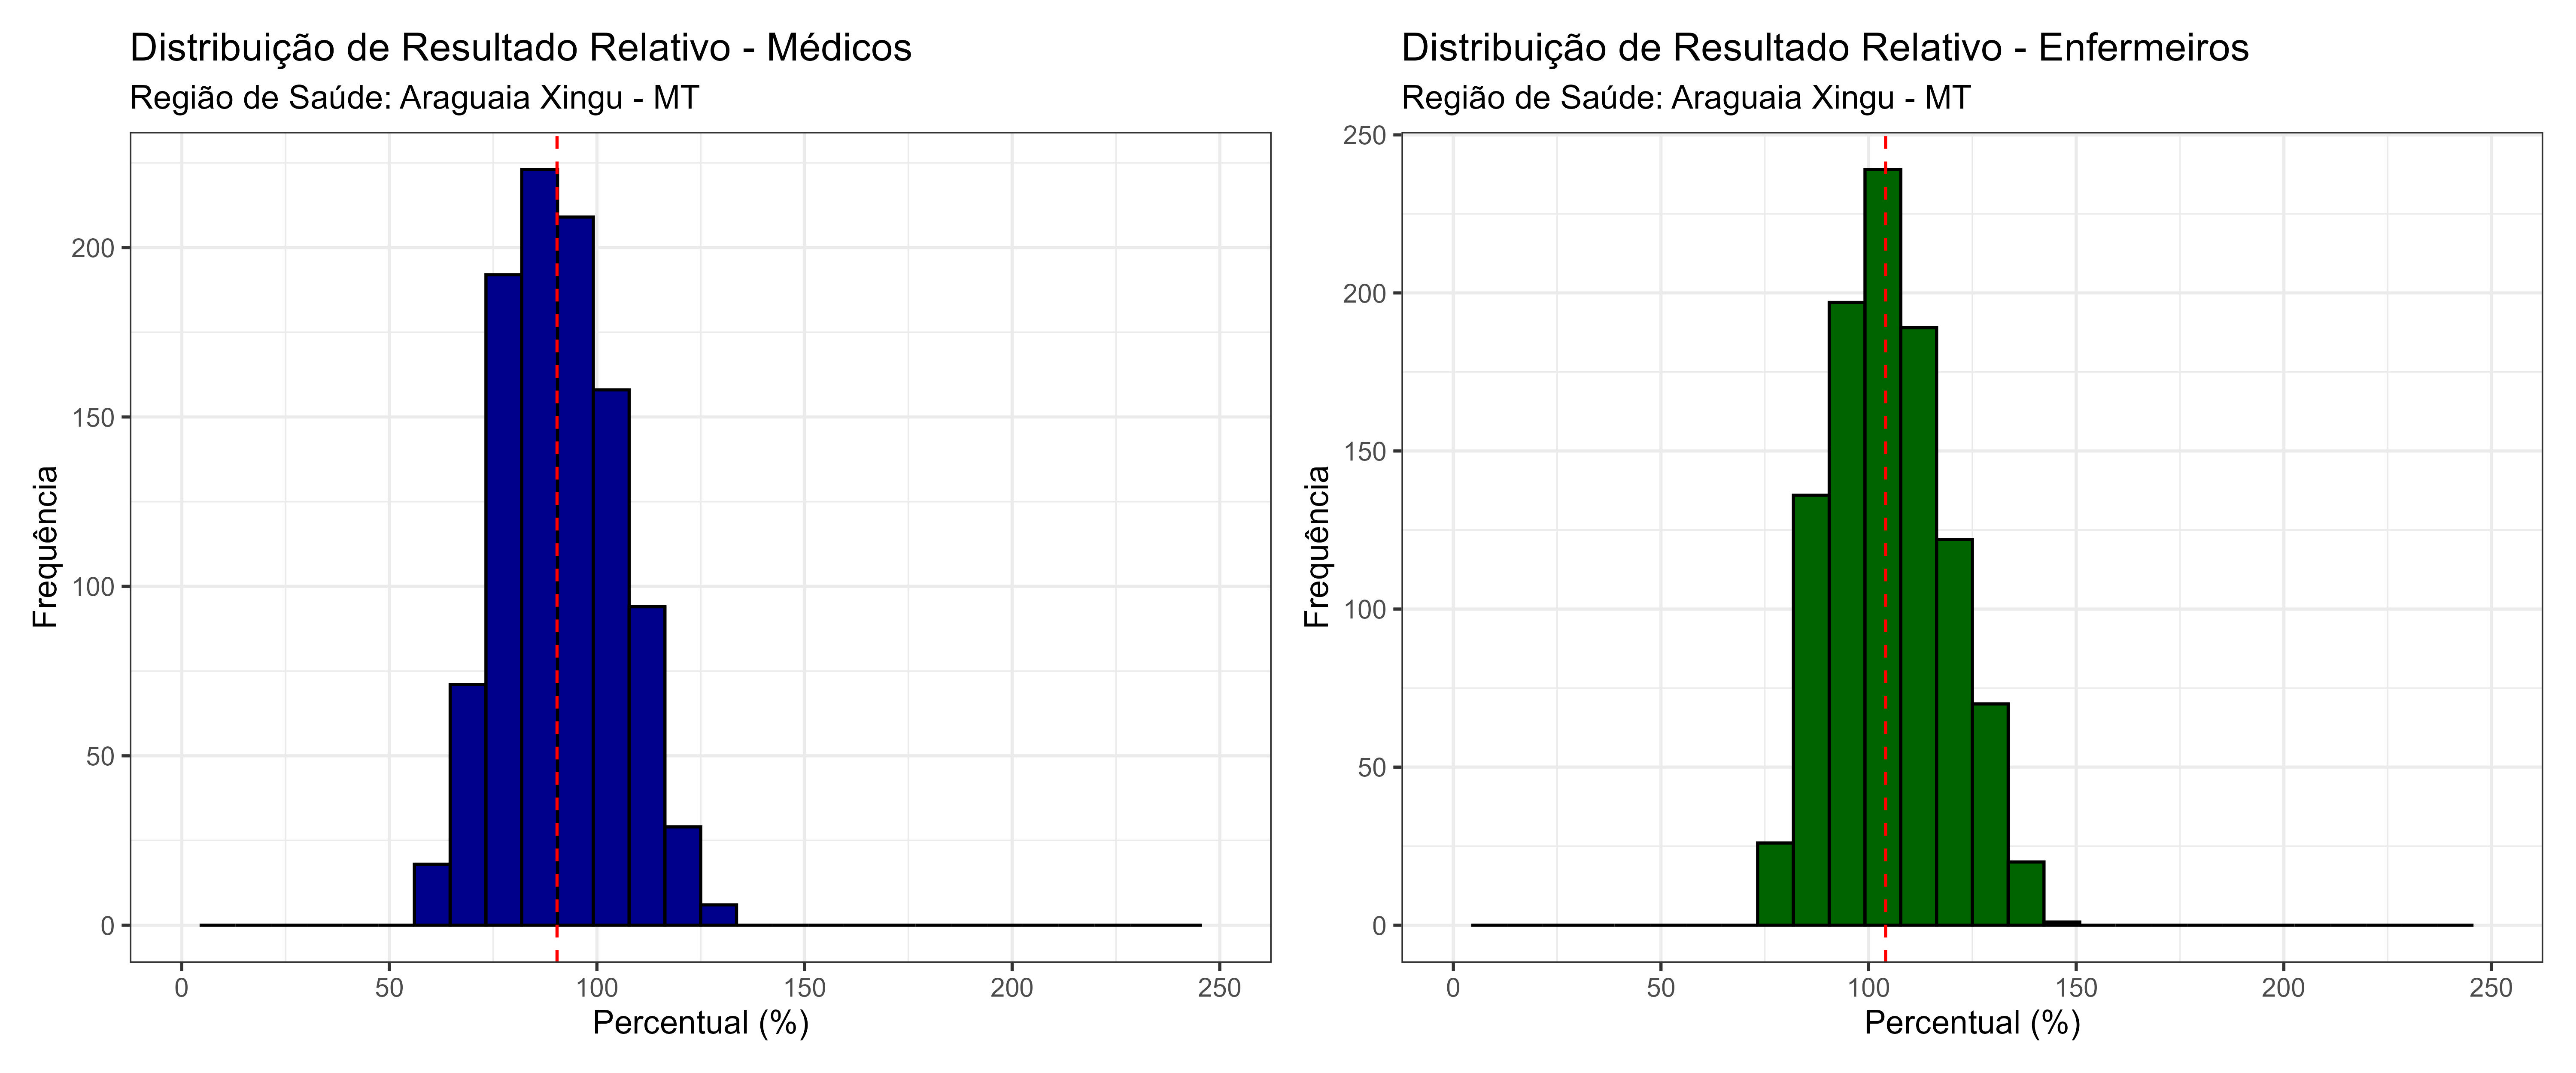 Distribuição de Resultado Relativo - Médicos
Região de Saúde: Araguaia Xingu - MT
Frequência
200
150
100
50
0
0 50 100 150 200 250
Percentual (%)
Distribuição de Resultado Relativo - Enfermeiros
Região de Saúde: Araguaia Xingu - MT
Frequência
250
200
150
100
50
0
0 50 100 150 200 250
Percentual (%)